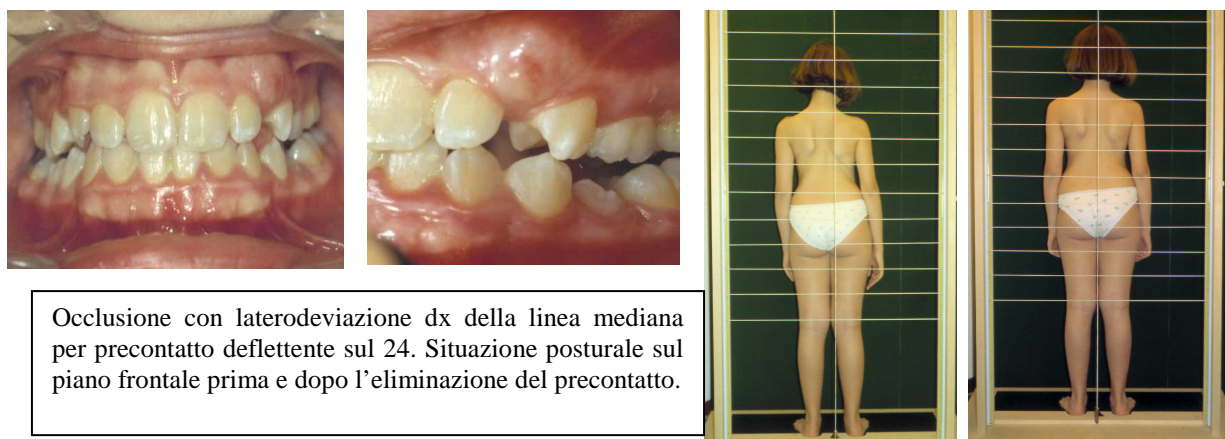 Occlusione con laterodeviazione dx della linea mediana
per precontatto deflettente sul 24. Situazione posturale sul
piano frontale prima e dopo l'eliminazione del precontatto.